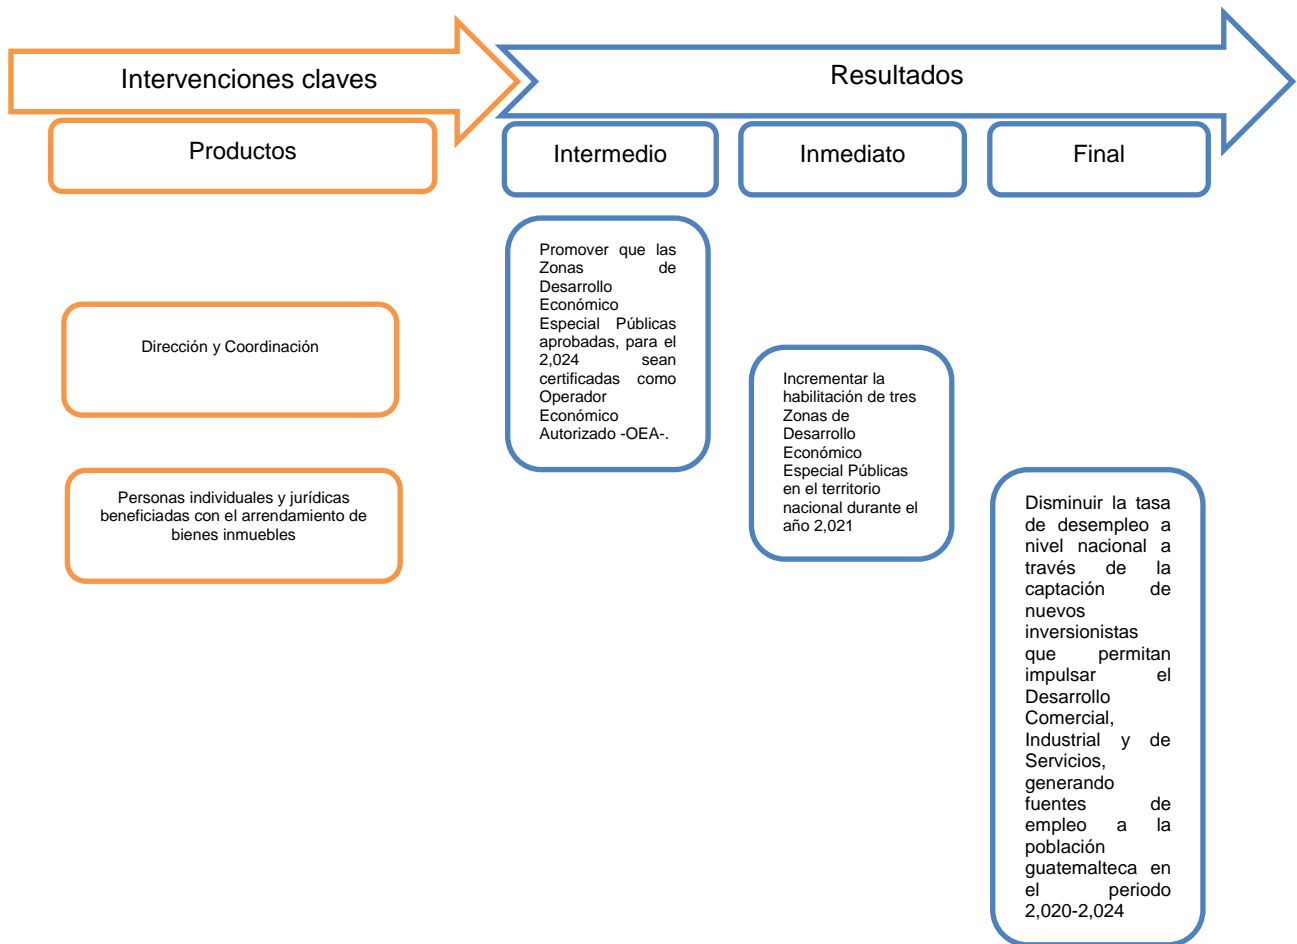 Intervenciones claves
Resultados
Productos
Intermedio
Inmediato
Final
Dirección y Coordinación
Personas individuales y jurídicas
beneficiadas con el arrendamiento de
bienes inmuebles
Promover que las
Zonas de
Desarrollo
Económico
Especial Públicas
aprobadas, para el
2,024 sean
certificadas como
Operador
Económico
Autorizado -OEA-.
Incrementar la
habilitación de tres
Zonas de
Desarrollo
Económico
Especial Públicas
en el territorio
nacional durante el
año 2,021
Disminuir la tasa
de desempleo a
nivel nacional a
través de la
captación de
nuevos
inversionistas
que permitan
impulsar el
Desarrollo
Comercial,
Industrial y de
Servicios,
generando
fuentes de
empleo a la
población
guatemalteca en
el periodo
2,020-2,024